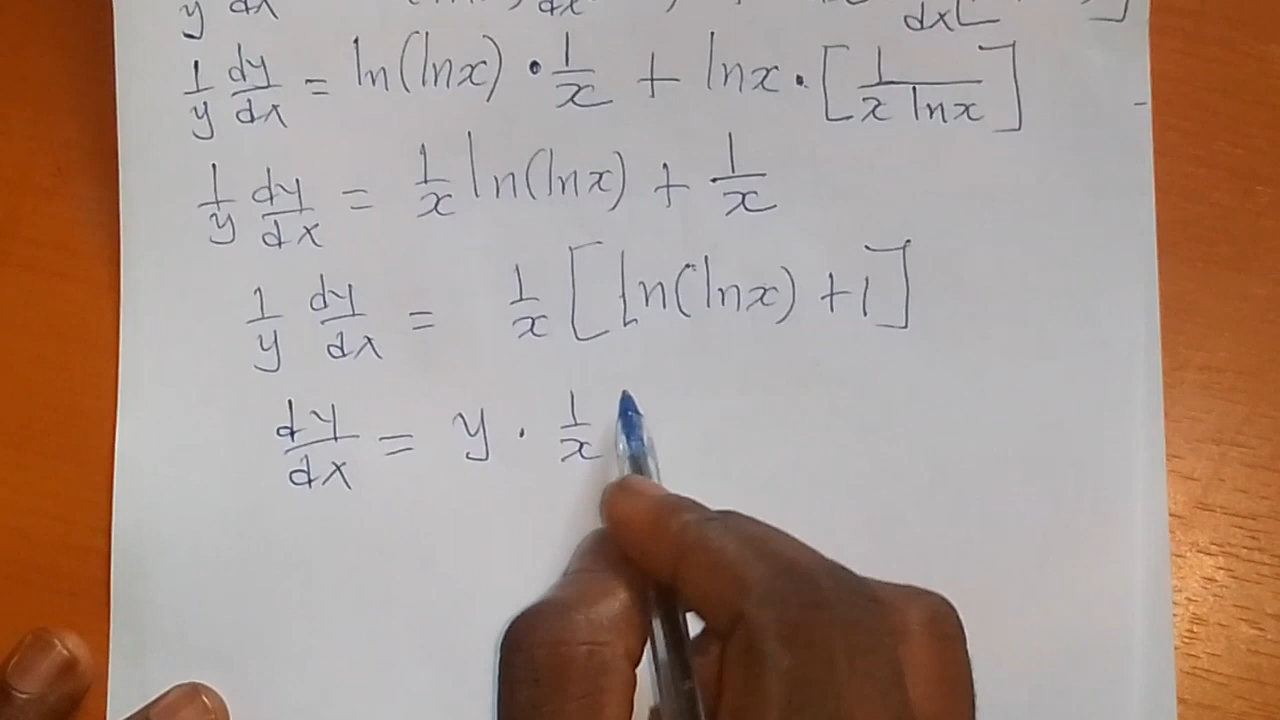 dx[
1/y dy/dx = ln(lnx) · 1/x + lnx · [1/(x lnx)]
1/y dy/dx = 1/x ln(lnx) + 1/x
1/y dy/dx = 1/x [ln(lnx) + 1]
dy/dx = y · 1/x